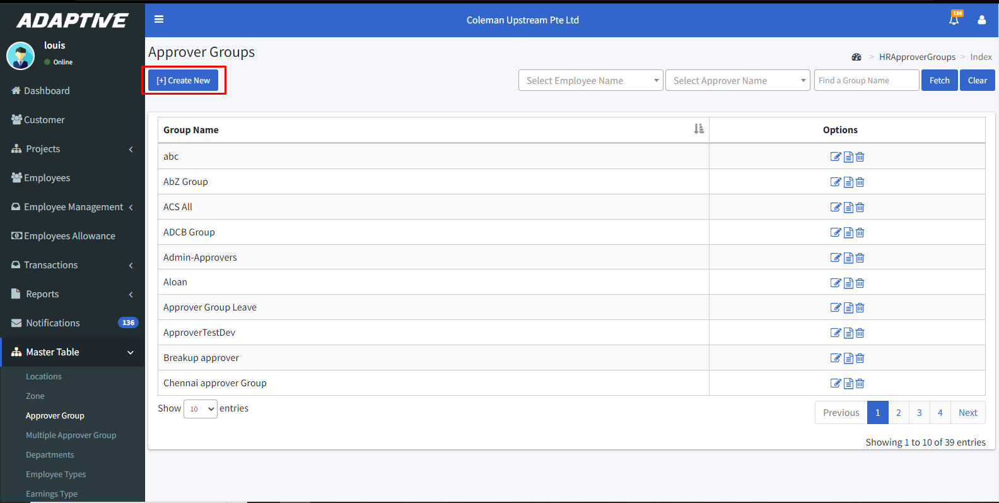 ADAPTIVE
louis
Online
Dashboard
Customer
Projects
Employees
Employee Management
Employees Allowance
Transactions
Reports
Notifications 136
Master Table
Locations
Zone
Approver Group
Multiple Approver Group
Departments
Employee Types
Earnings Type
Coleman Upstream Pte Ltd
136
Approver Groups
> HRApproverGroups > Index
[+] Create New
Select Employee Name
Select Approver Name
Find a Group Name
Fetch
Clear
Group Name Options
abc
AbZ Group
ACS All
ADCB Group
Admin-Approvers
Aloan
Approver Group Leave
ApproverTestDev
Breakup approver
Chennai approver Group
Show 10 entries
Previous 1 2 3 4 Next
Showing 1 to 10 of 39 entries